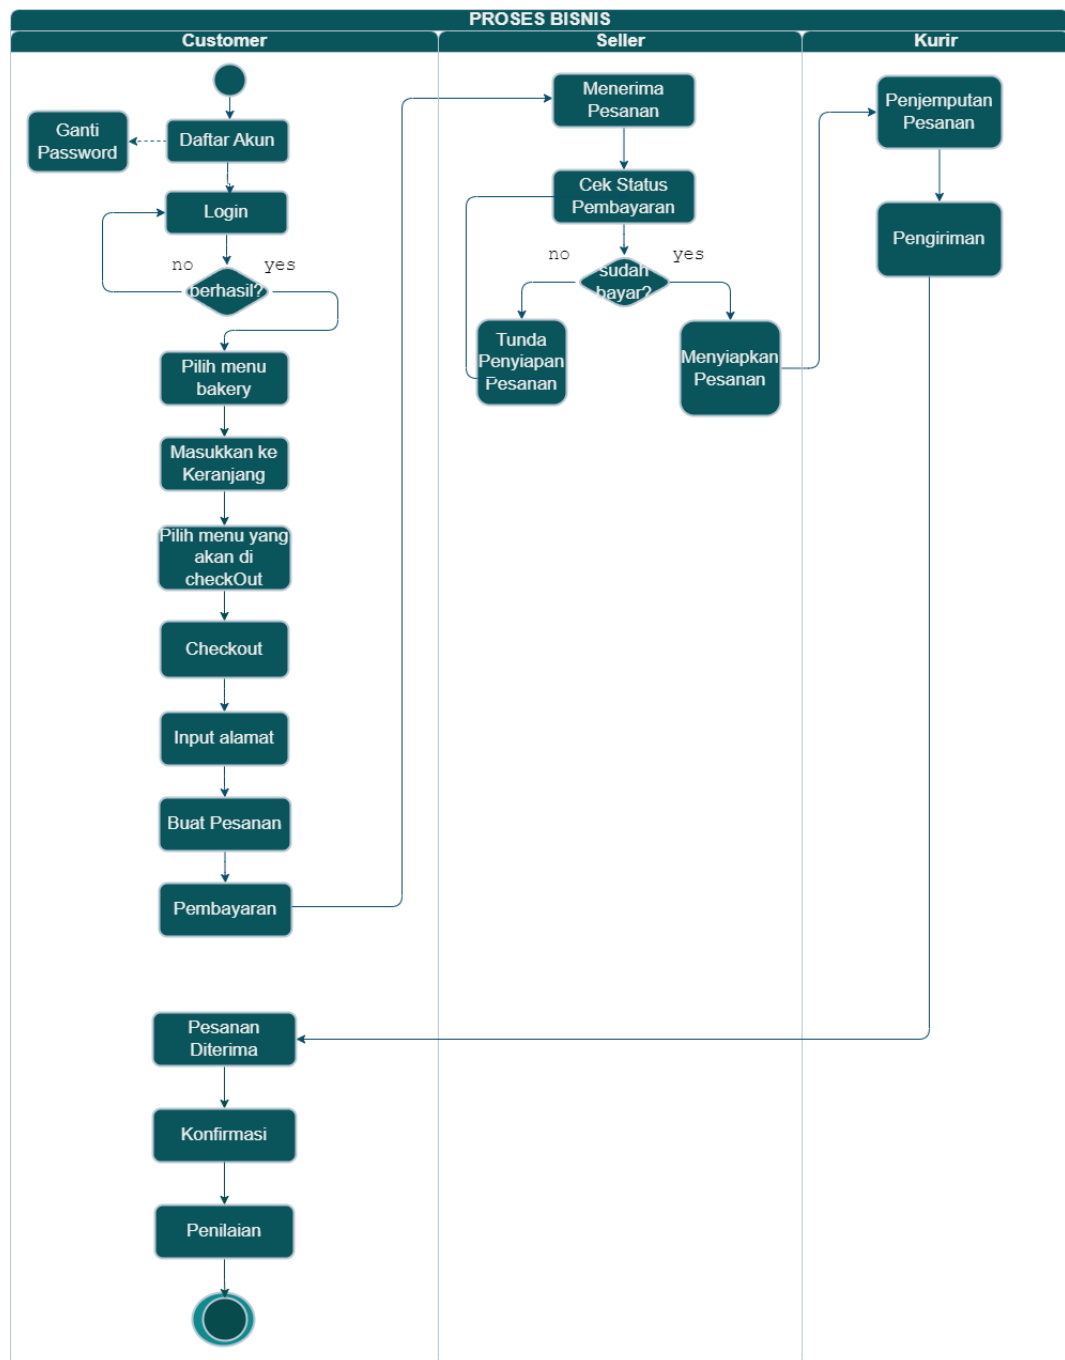 PROSES BISNIS
Customer
Seller
Kurir
Ganti
Password
Daftar Akun
Login
no
yes
berhasil?
Pilih menu
bakery
Masukkan ke
Keranjang
Pilih menu yang
akan di
checkOut
Checkout
Input alamat
Buat Pesanan
Pembayaran
Pesanan
Diterima
Konfirmasi
Penilaian
Menerima
Pesanan
Cek Status
Pembayaran
no
yes
sudah
bayar?
Tunda
Penyiapan
Pesanan
Menyiapkan
Pesanan
Penjemputan
Pesanan
Pengiriman